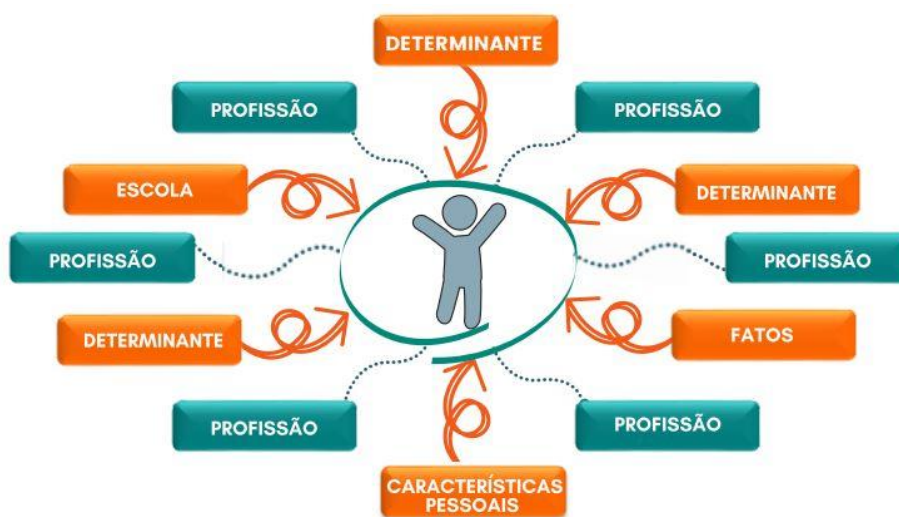 DETERMINANTE
PROFISSÃO
PROFISSÃO
ESCOLA
DETERMINANTE
PROFISSÃO
PROFISSÃO
DETERMINANTE
FATOS
PROFISSÃO
PROFISSÃO
CARACTERÍSTICAS
PESSOAIS